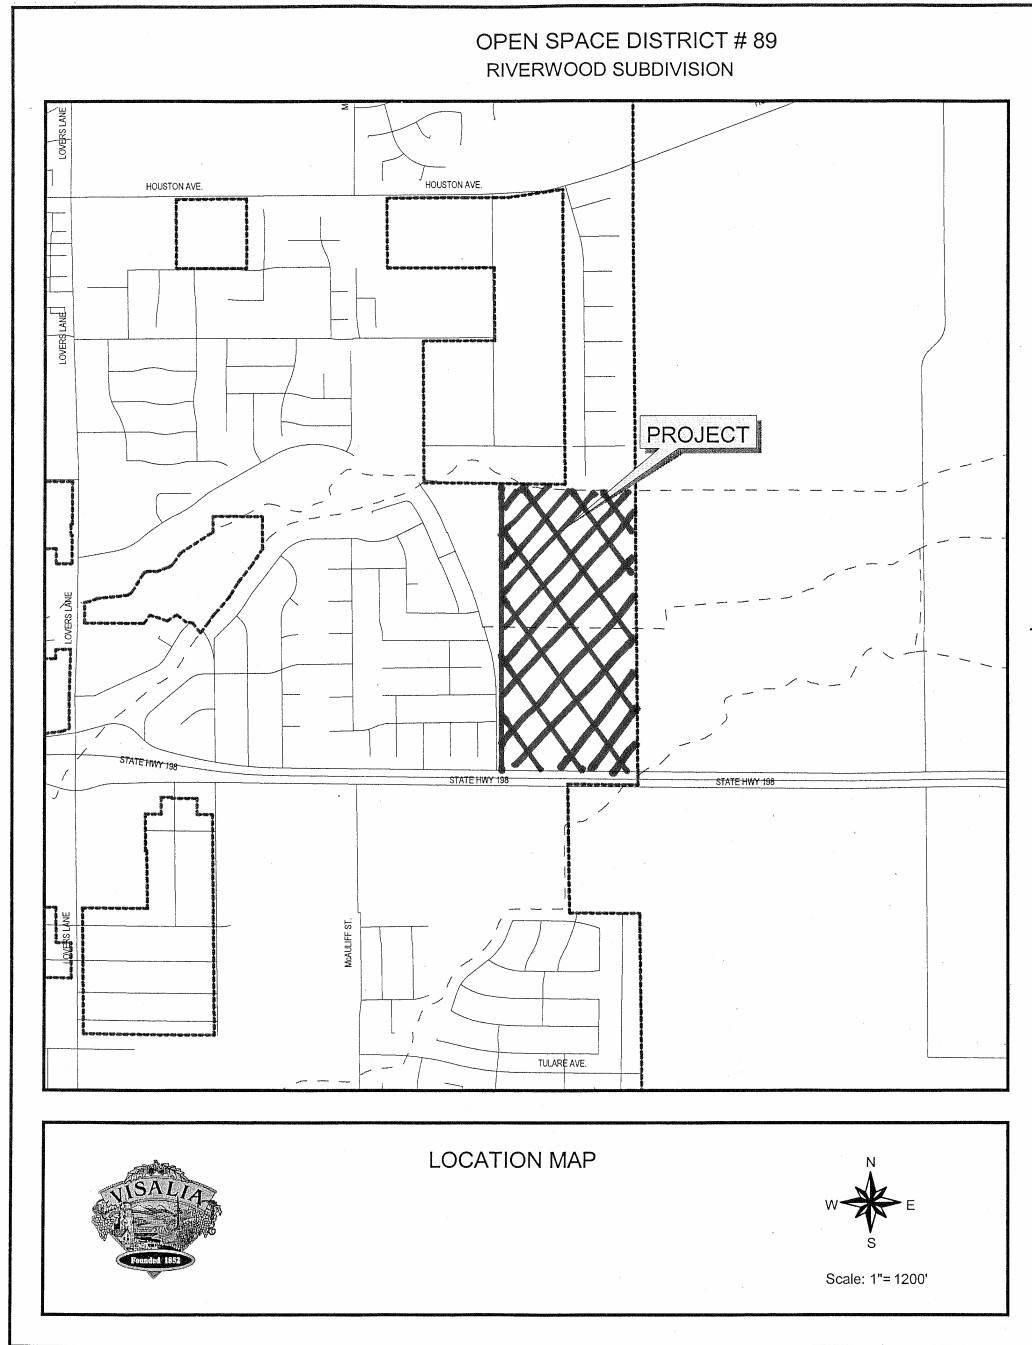 OPEN SPACE DISTRICT # 89
RIVERWOOD SUBDIVISION
LOVERS LANE
HOUSTON AVE.
HOUSTON AVE.
LOVERS LANE
PROJECT
LOVERS LANE
STATE HWY 198
STATE HWY 198
STATE HWY 198
LOVERS LANE
McAULIFF ST.
TULARE AVE.
LOCATION MAP
VISALIA
Founded 1852
N
W
E
S
Scale: 1"= 1200'